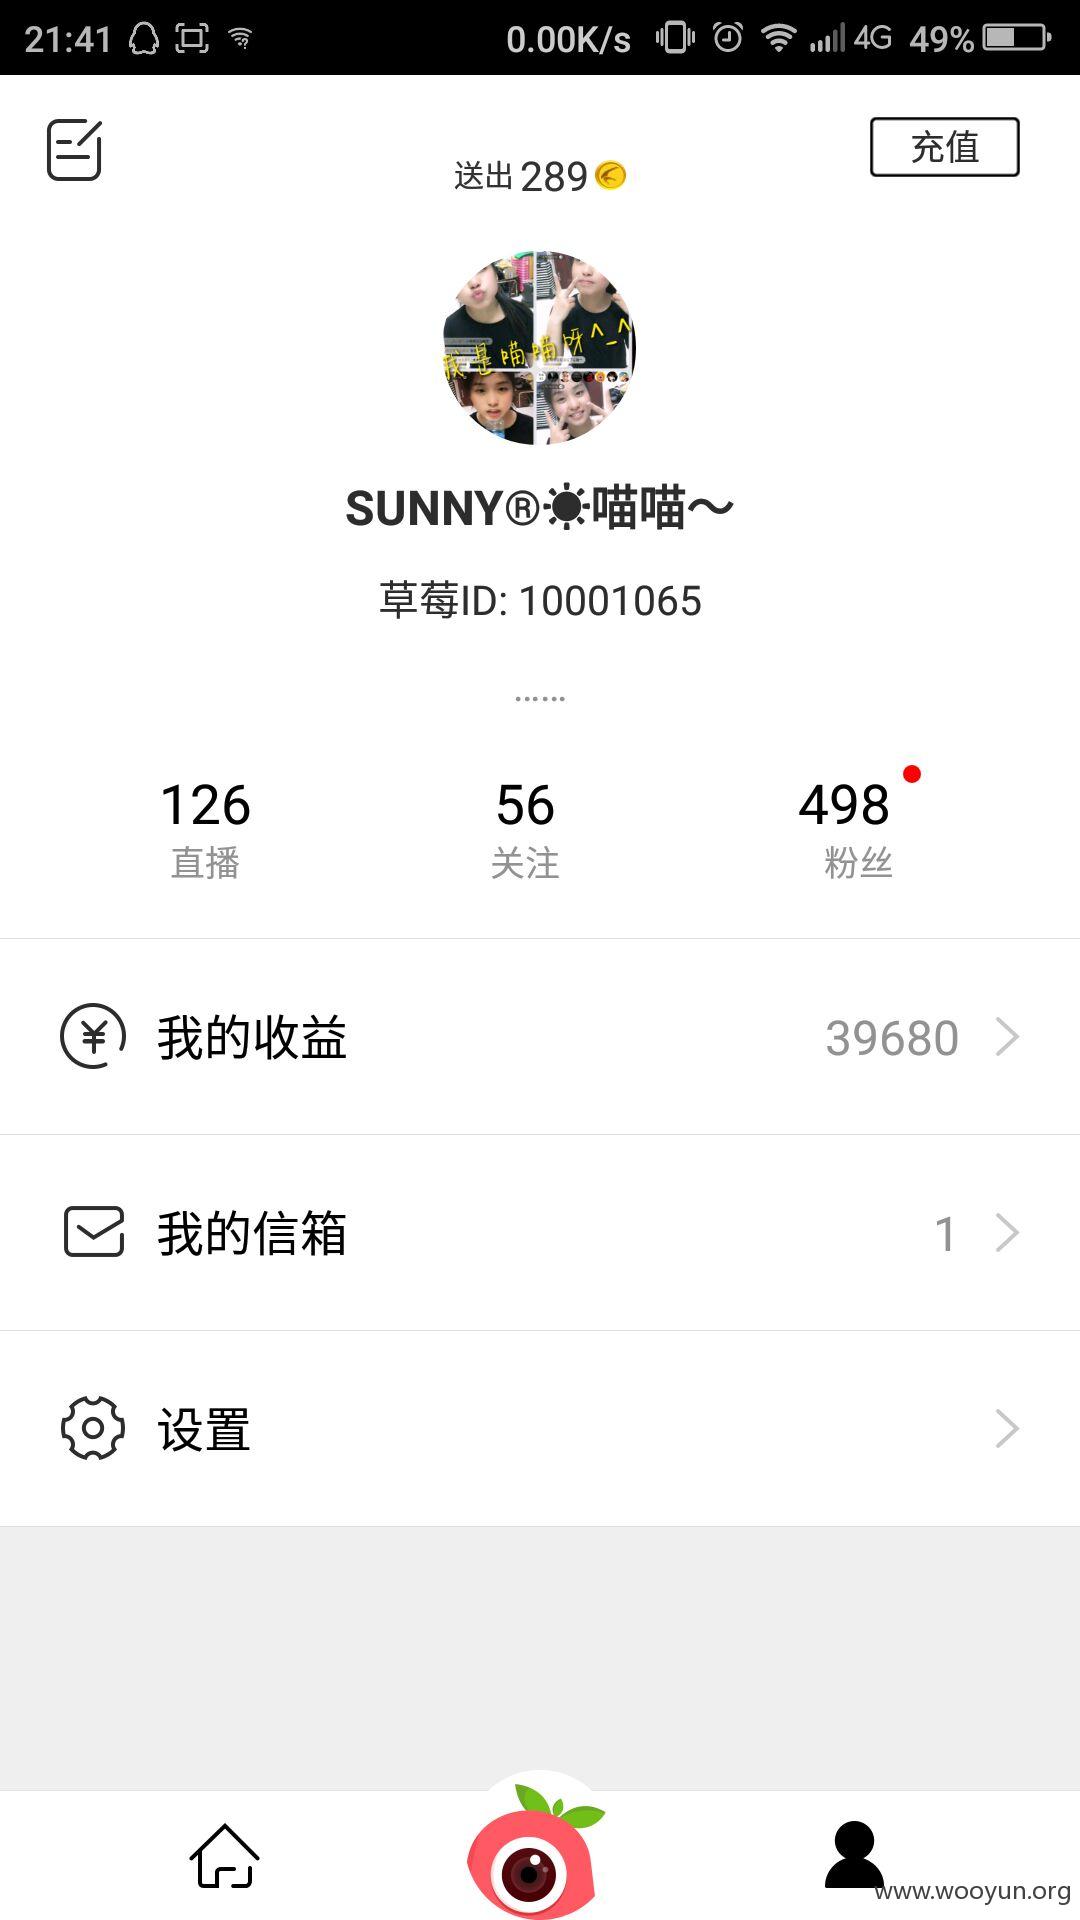 21:41 0.00K/s 4G 49%
充值
送出 289
我是喵喵呀^_^
SUNNY®☀喵喵～
草莓ID: 10001065
……
126 56 498
直播 关注 粉丝
我的收益 39680
我的信箱 1
设置
www.wooyun.org